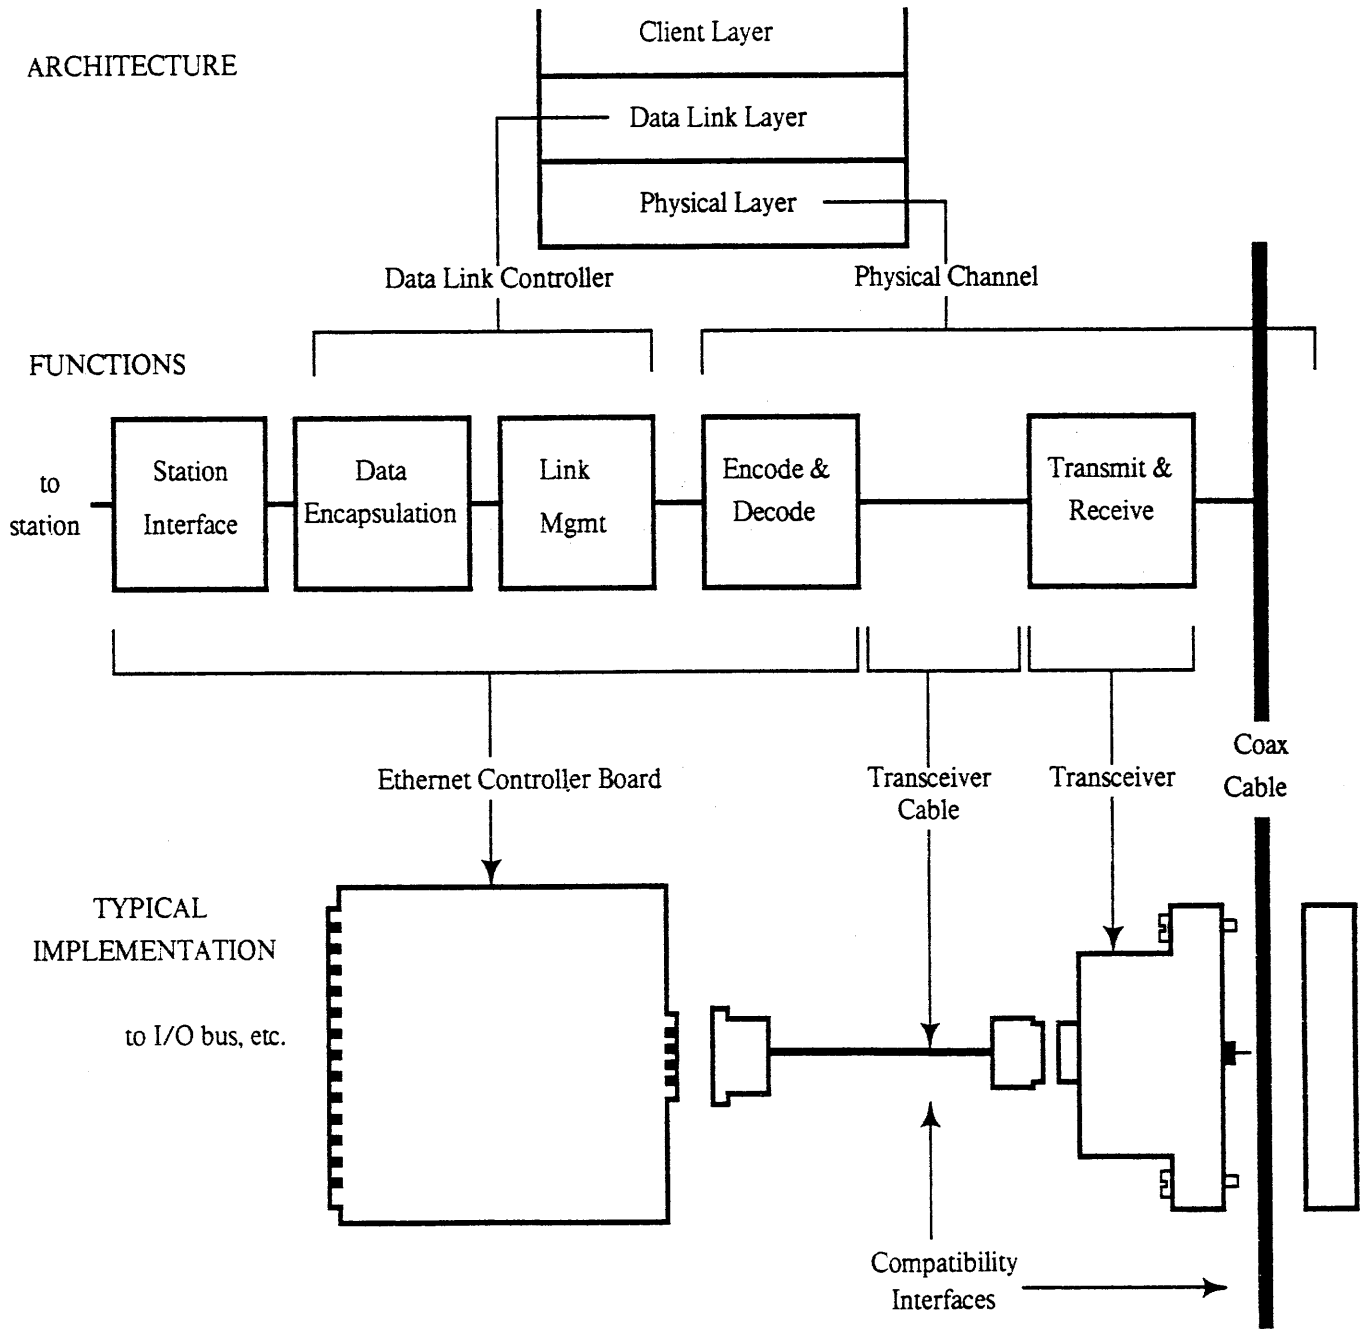 Client Layer
ARCHITECTURE
Data Link Layer
Physical Layer
Data Link Controller
Physical Channel
FUNCTIONS
to
station
Station
Interface
Data
Encapsulation
Link
Mgmt
Encode &
Decode
Transmit &
Receive
Coax
Cable
Ethernet Controller Board
Transceiver
Cable
Transceiver
TYPICAL
IMPLEMENTATION
to I/O bus, etc.
Compatibility
Interfaces